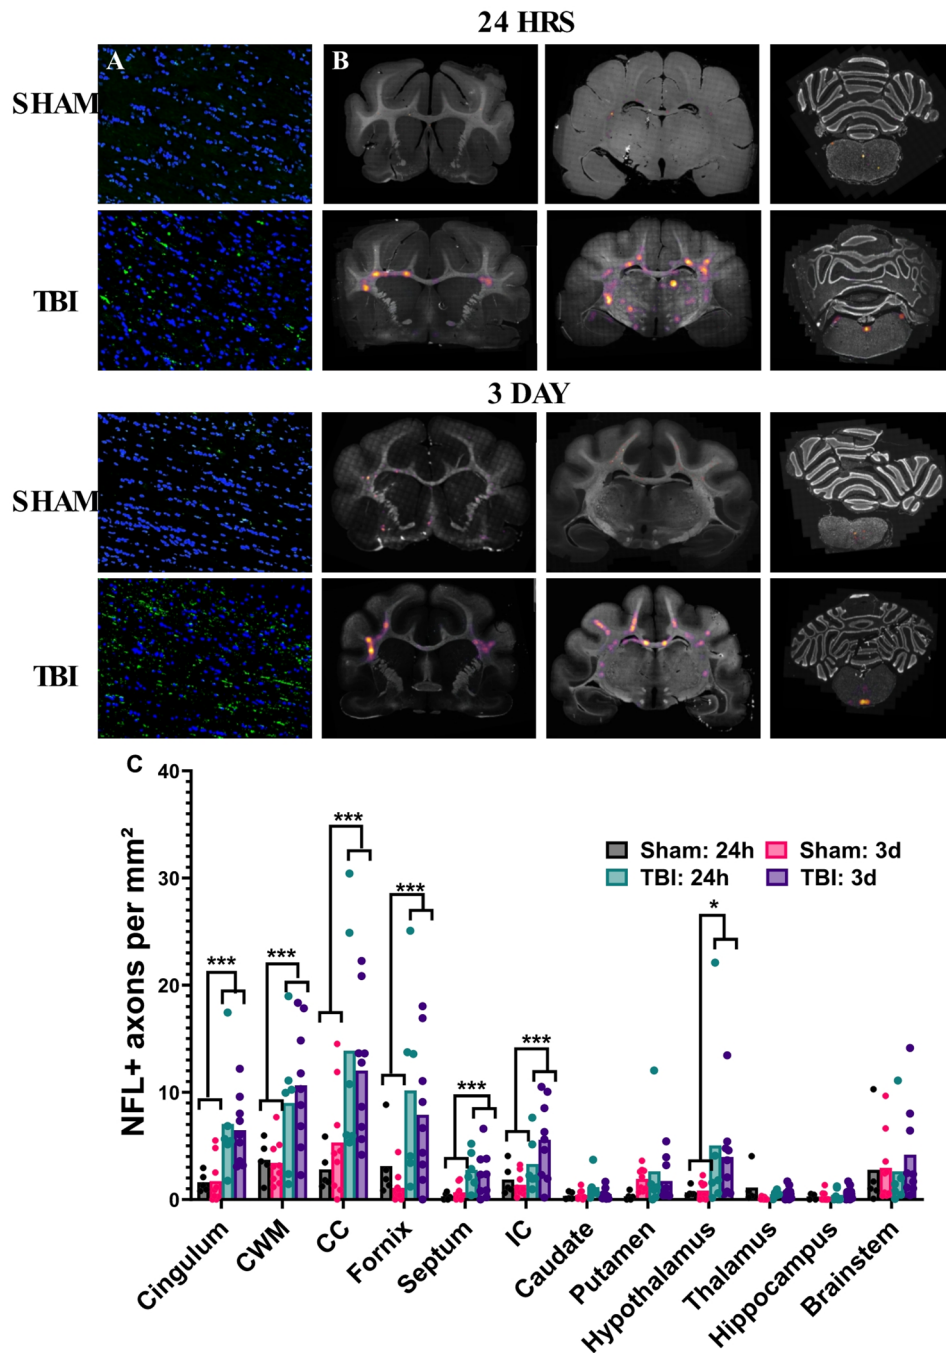 24 HRS
A
B
SHAM
TBI
3 DAY
SHAM
TBI
C
NFL+ axons per mm²
40
30
20
10
0
Sham: 24h
Sham: 3d
TBI: 24h
TBI: 3d
***
***
***
***
***
***
*
Cingulum
CWM
CC
Fornix
Septum
IC
Caudate
Putamen
Hypothalamus
Thalamus
Hippocampus
Brainstem